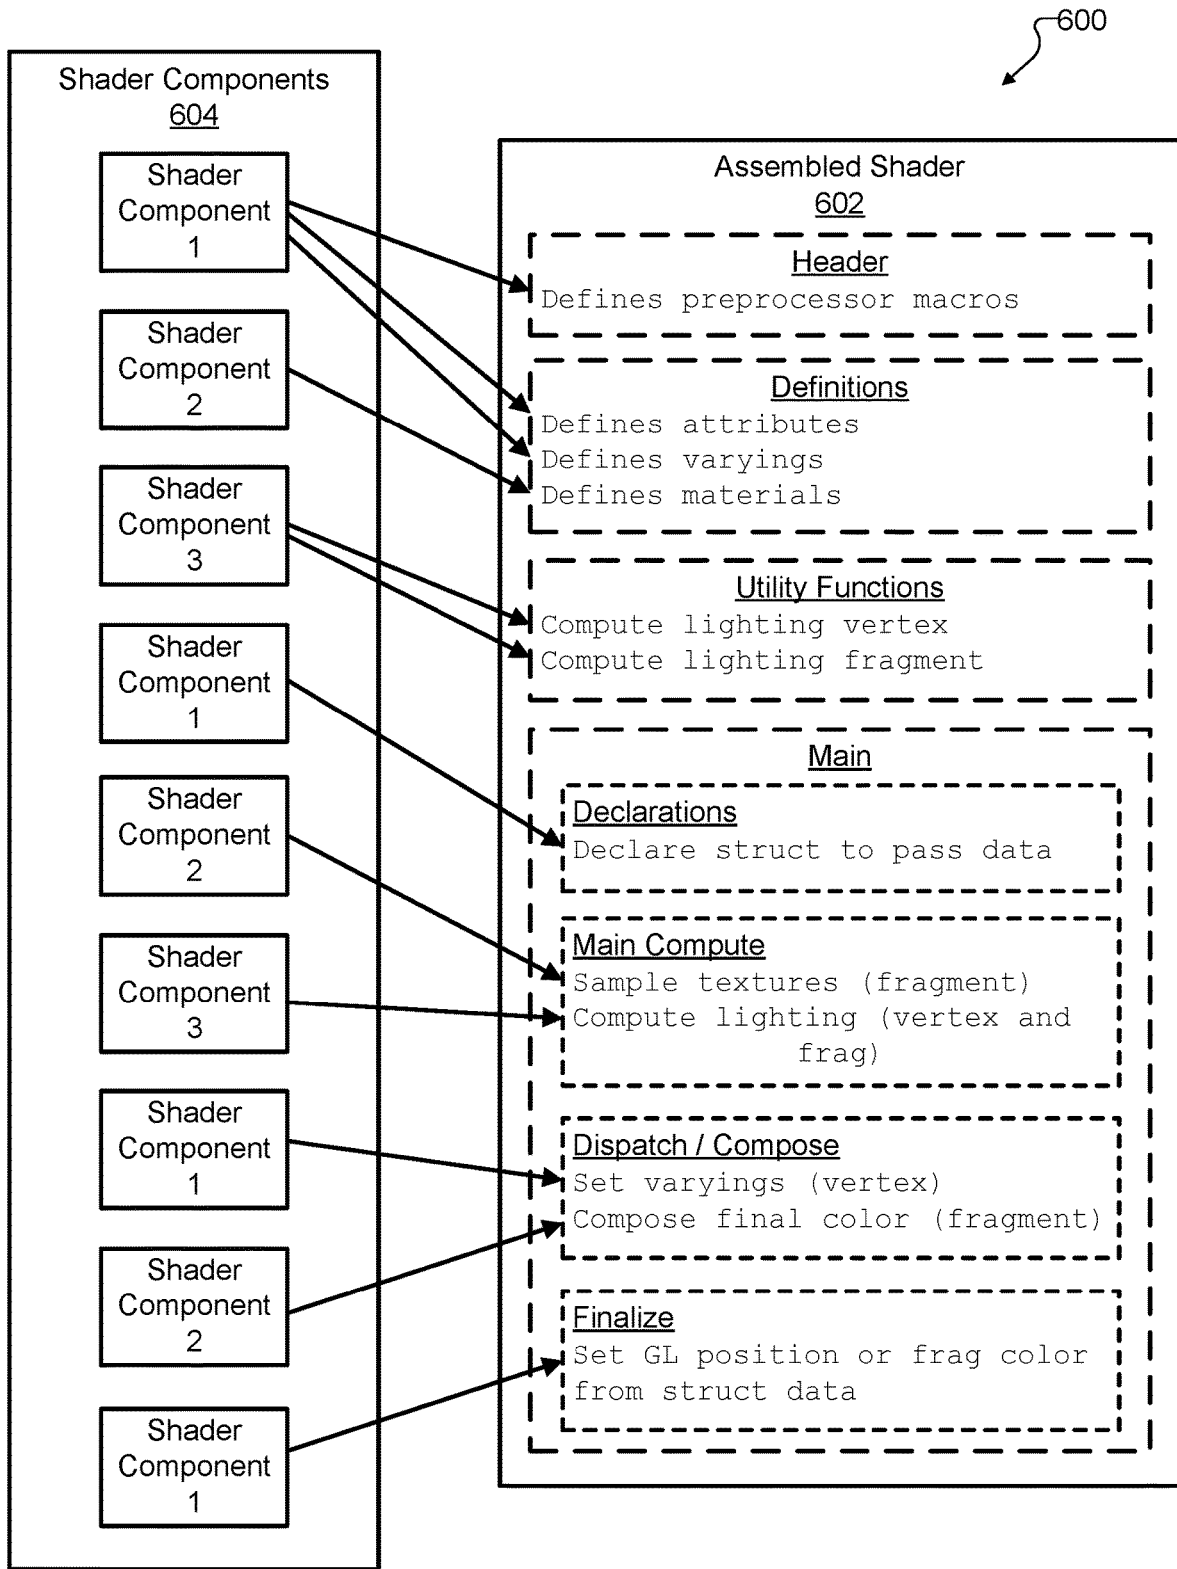 600
Shader Components
604
Shader
Component
1
Shader
Component
2
Shader
Component
3
Shader
Component
1
Shader
Component
2
Shader
Component
3
Shader
Component
1
Shader
Component
2
Shader
Component
1
Assembled Shader
602
Header
Defines preprocessor macros
Definitions
Defines attributes
Defines varyings
Defines materials
Utility Functions
Compute lighting vertex
Compute lighting fragment
Main
Declarations
Declare struct to pass data
Main Compute
Sample textures (fragment)
Compute lighting (vertex and
frag)
Dispatch / Compose
Set varyings (vertex)
Compose final color (fragment)
Finalize
Set GL position or frag color
from struct data